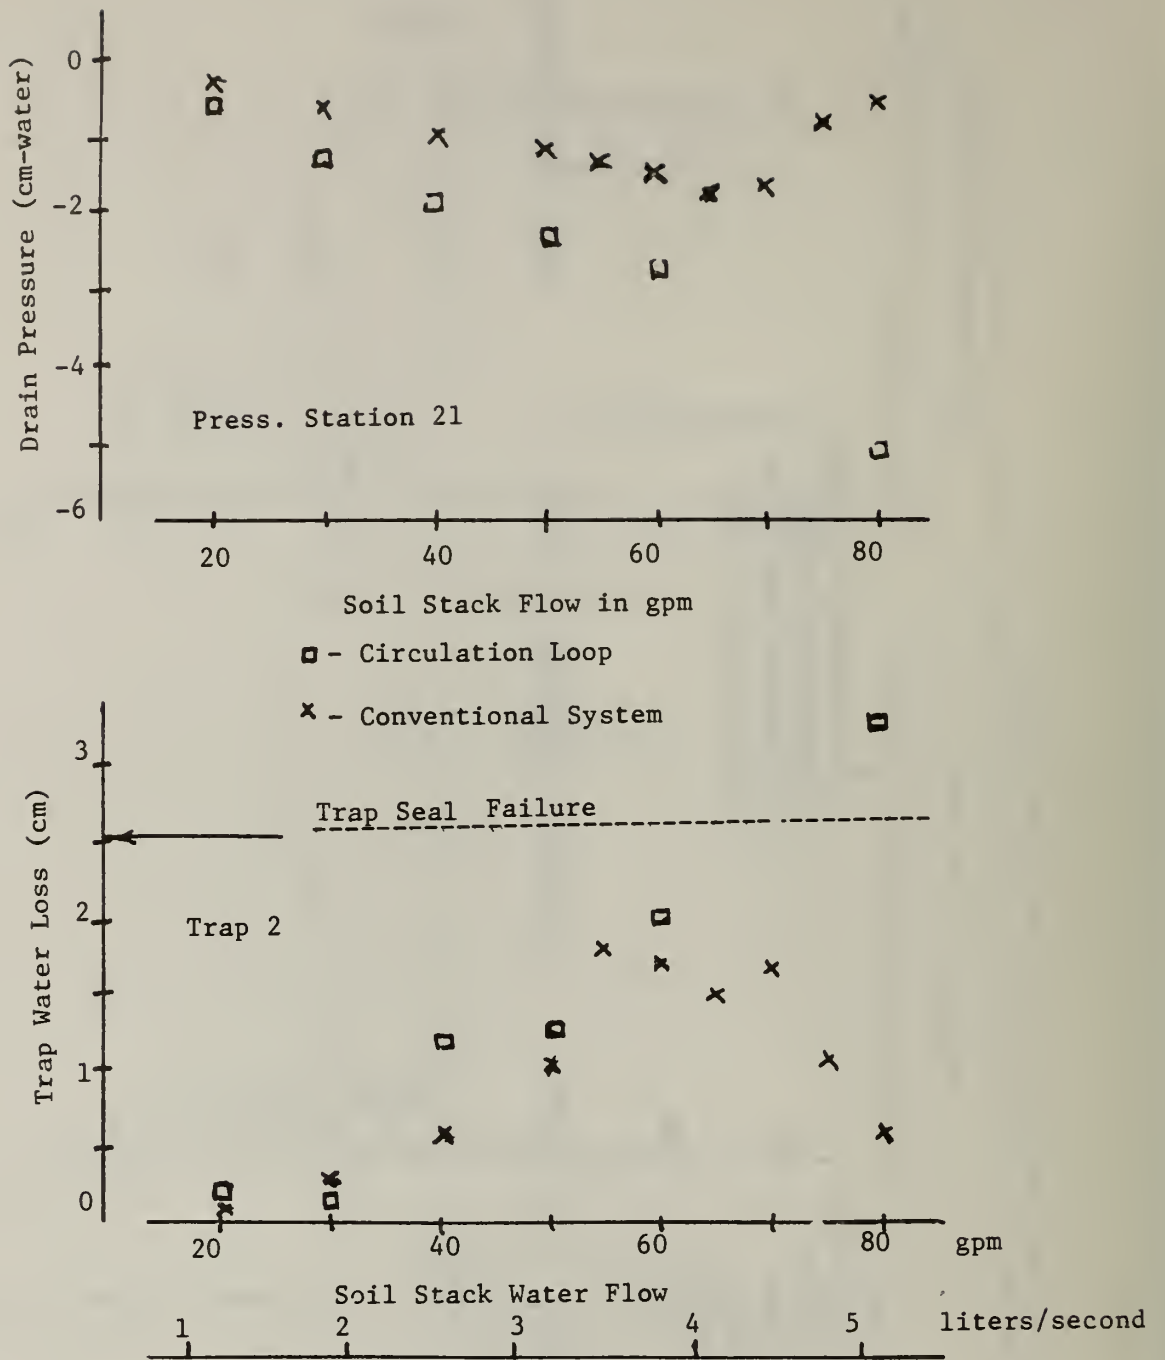 0
-2
-4
-6
Drain Pressure (cm-water)
Press. Station 21
20 40 60 80
Soil Stack Flow in gpm
□ - Circulation Loop
x - Conventional System
3
2
1
0
Trap Water Loss (cm)
Trap Seal Failure
Trap 2
20 40 60 80 gpm
Soil Stack Water Flow
1 2 3 4 5 liters/second